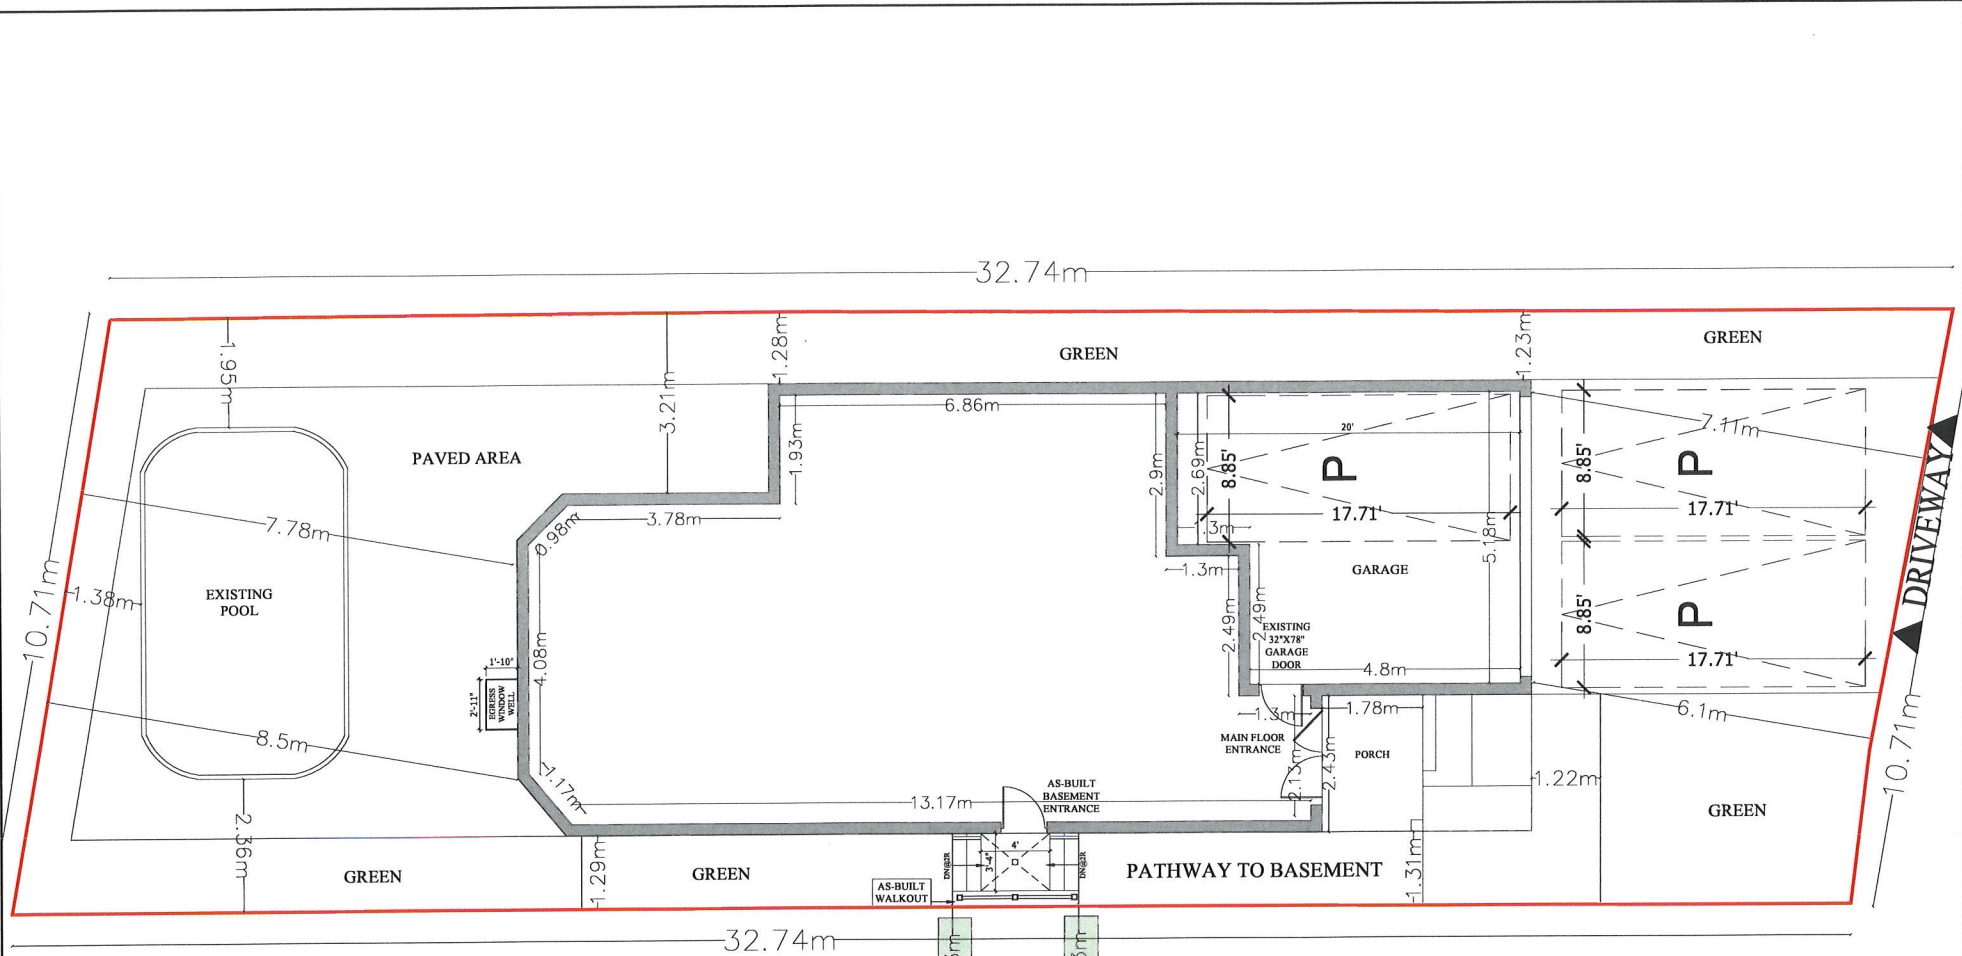 32.74m
1.95m
1.28m
GREEN
1.23m
GREEN
3.21m
6.86m
1.93m
PAVED AREA
2.9m
2.69m
8.85'
20'
P
17.71'
.3m
5.18m
7.11m
8.85'
P
17.71'
DRIVEWAY
7.78m
0.98m
3.78m
10.71m
1.38m
EXISTING
POOL
1.3m
GARAGE
2.49m
2.49m
EXISTING
32"X78"
GARAGE
DOOR
4.8m
8.85'
P
17.71'
4.08m
1'-10"
2'-11"
EGRESS
WINDOW
WELL
8.5m
1.3m
1.78m
6.1m
10.71m
MAIN FLOOR
ENTRANCE
2.13m
2.43m
PORCH
1.22m
1.17m
13.17m
AS-BUILT
BASEMENT
ENTRANCE
GREEN
2.36m
GREEN
1.29m
GREEN
DN@2R
3'-4"
4'
DN@2R
PATHWAY TO BASEMENT
1.31m
AS-BUILT
WALKOUT
32.74m